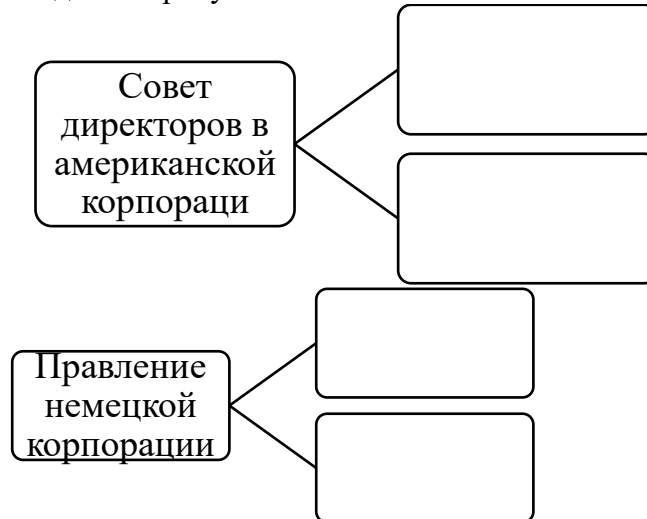 Совет
директоров в
американской
корпораци
Правление
немецкой
корпорации